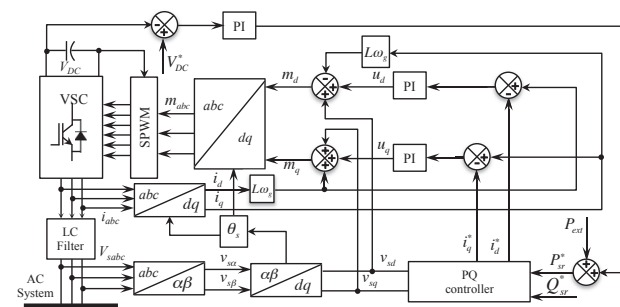 PI
V_DC
V*_DC
Lω_g
VSC
SPWM
m_abc
abc
dq
m_d
u_d
PI
m_q
u_q
PI
abc
dq
i_d
i_q
Lω_g
i_abc
LC
Filter
θ_s
i*_q
i*_d
P_ext
V_sabc
abc
αβ
v_sα
v_sβ
αβ
dq
v_sd
v_sq
PQ
controller
P*_sr
Q*_sr
AC
System